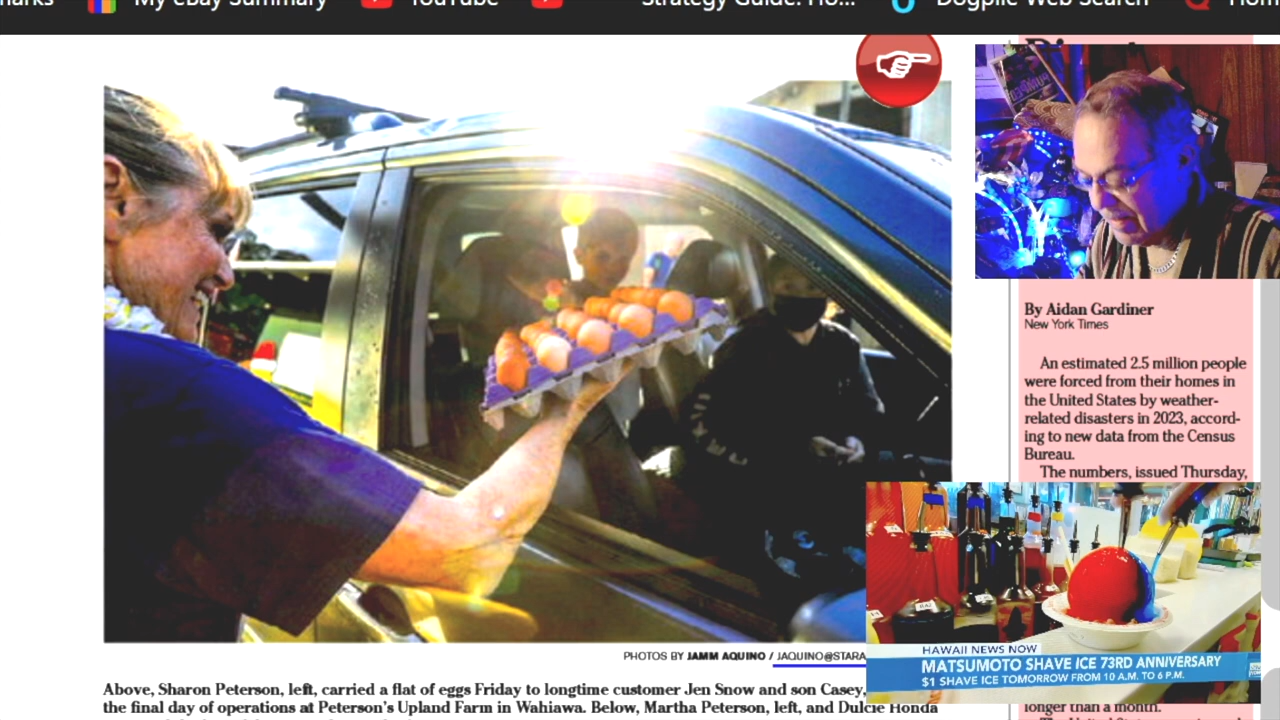 My eBay Summary
YouTube
Strategy Guide: Ho...
Dogpile Web Search
By Aidan Gardiner
New York Times
An estimated 2.5 million people
were forced from their homes in
the United States by weather-
related disasters in 2023, accord-
ing to new data from the Census
Bureau.
The numbers, issued Thursday,
HAWAII NEWS NOW
MATSUMOTO SHAVE ICE 73RD ANNIVERSARY
$1 SHAVE ICE TOMORROW FROM 10 A.M. TO 6 P.M.
PHOTOS BY JAMM AQUINO / JAQUINO@STARA
Above, Sharon Peterson, left, carried a flat of eggs Friday to longtime customer Jen Snow and son Casey,
the final day of operations at Peterson's Upland Farm in Wahiawa. Below, Martha Peterson, left, and Dulcie Honda
longer than a month.